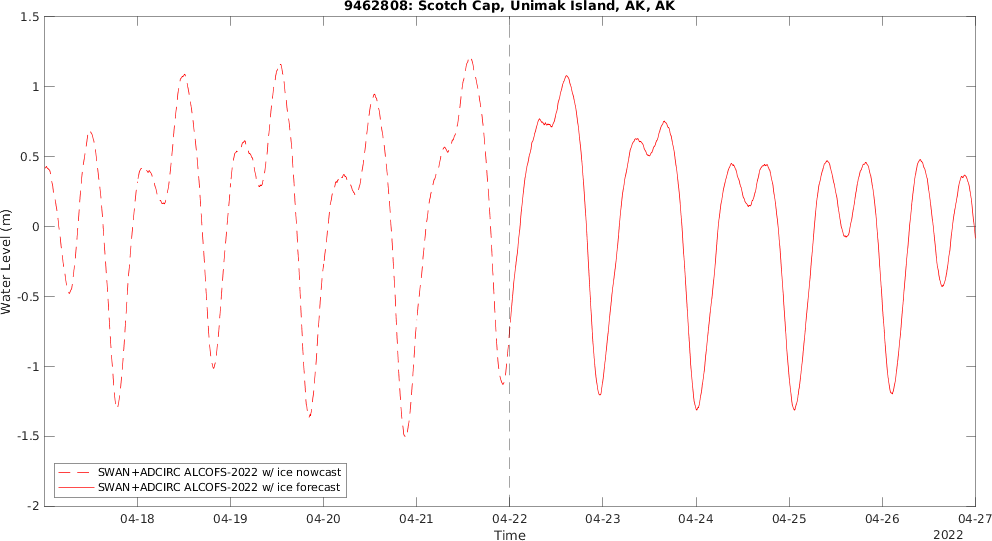 9462808: Scotch Cap, Unimak Island, AK, AK
1.5
1
0.5
0
-0.5
-1
-1.5
-2
Water Level (m)
SWAN+ADCIRC ALCOFS-2022 w/ ice nowcast
SWAN+ADCIRC ALCOFS-2022 w/ ice forecast
04-18 04-19 04-20 04-21 04-22 04-23 04-24 04-25 04-26 04-27
Time
2022